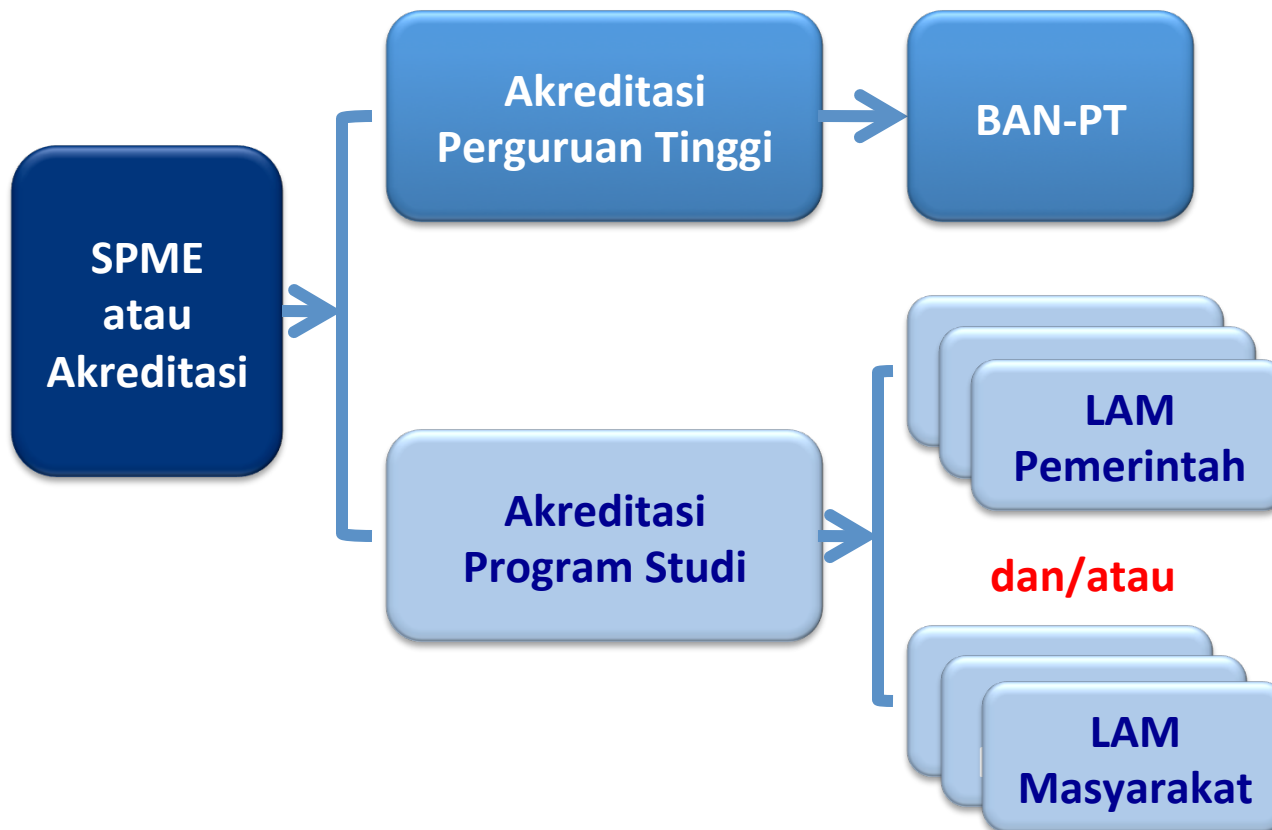 SPME
atau
Akreditasi
Akreditasi
Perguruan Tinggi
BAN-PT
Akreditasi
Program Studi
LAM
Pemerintah
dan/atau
LAM
Masyarakat